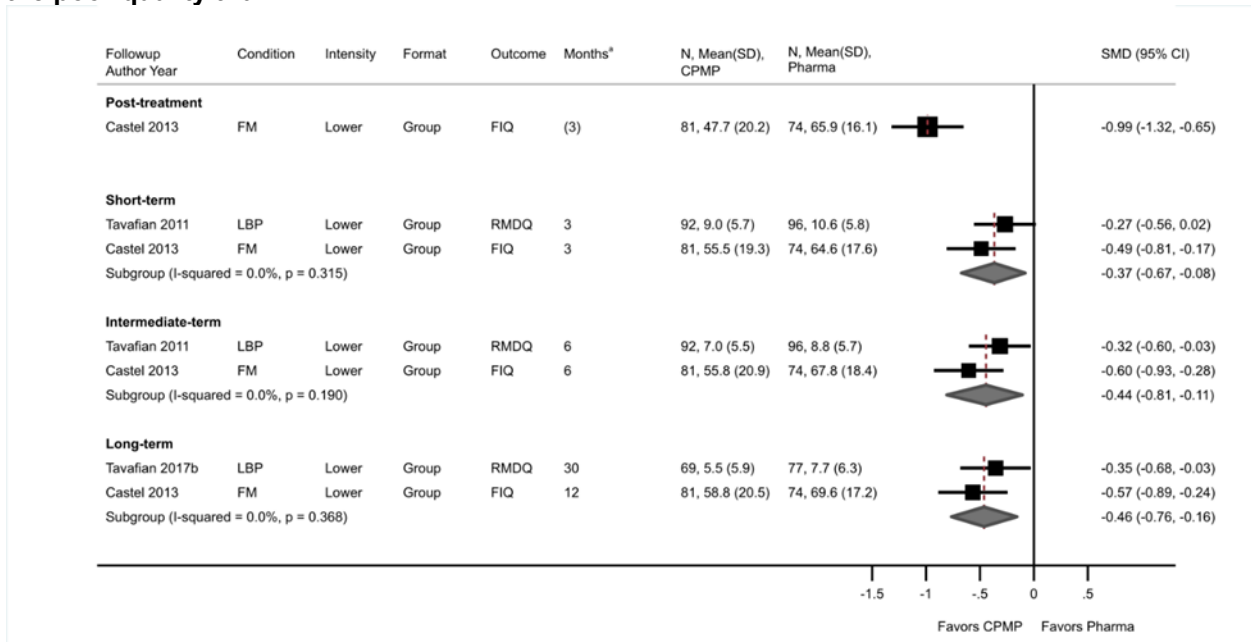 Followup Author Year Condition Intensity Format Outcome Months^a N, Mean(SD), CPMP N, Mean(SD), Pharma SMD (95% CI)
Post-treatment
Castel 2013 FM Lower Group FIQ (3) 81, 47.7 (20.2) 74, 65.9 (16.1) -0.99 (-1.32, -0.65)
Short-term
Tavafian 2011 LBP Lower Group RMDQ 3 92, 9.0 (5.7) 96, 10.6 (5.8) -0.27 (-0.56, 0.02)
Castel 2013 FM Lower Group FIQ 3 81, 55.5 (19.3) 74, 64.6 (17.6) -0.49 (-0.81, -0.17)
Subgroup (I-squared = 0.0%, p = 0.315) -0.37 (-0.67, -0.08)
Intermediate-term
Tavafian 2011 LBP Lower Group RMDQ 6 92, 7.0 (5.5) 96, 8.8 (5.7) -0.32 (-0.60, -0.03)
Castel 2013 FM Lower Group FIQ 6 81, 55.8 (20.9) 74, 67.8 (18.4) -0.60 (-0.93, -0.28)
Subgroup (I-squared = 0.0%, p = 0.190) -0.44 (-0.81, -0.11)
Long-term
Tavafian 2017b LBP Lower Group RMDQ 30 69, 5.5 (5.9) 77, 7.7 (6.3) -0.35 (-0.68, -0.03)
Castel 2013 FM Lower Group FIQ 12 81, 58.8 (20.5) 74, 69.6 (17.2) -0.57 (-0.89, -0.24)
Subgroup (I-squared = 0.0%, p = 0.368) -0.46 (-0.76, -0.16)
-1.5 -1 -.5 0 .5
Favors CPMP Favors Pharma